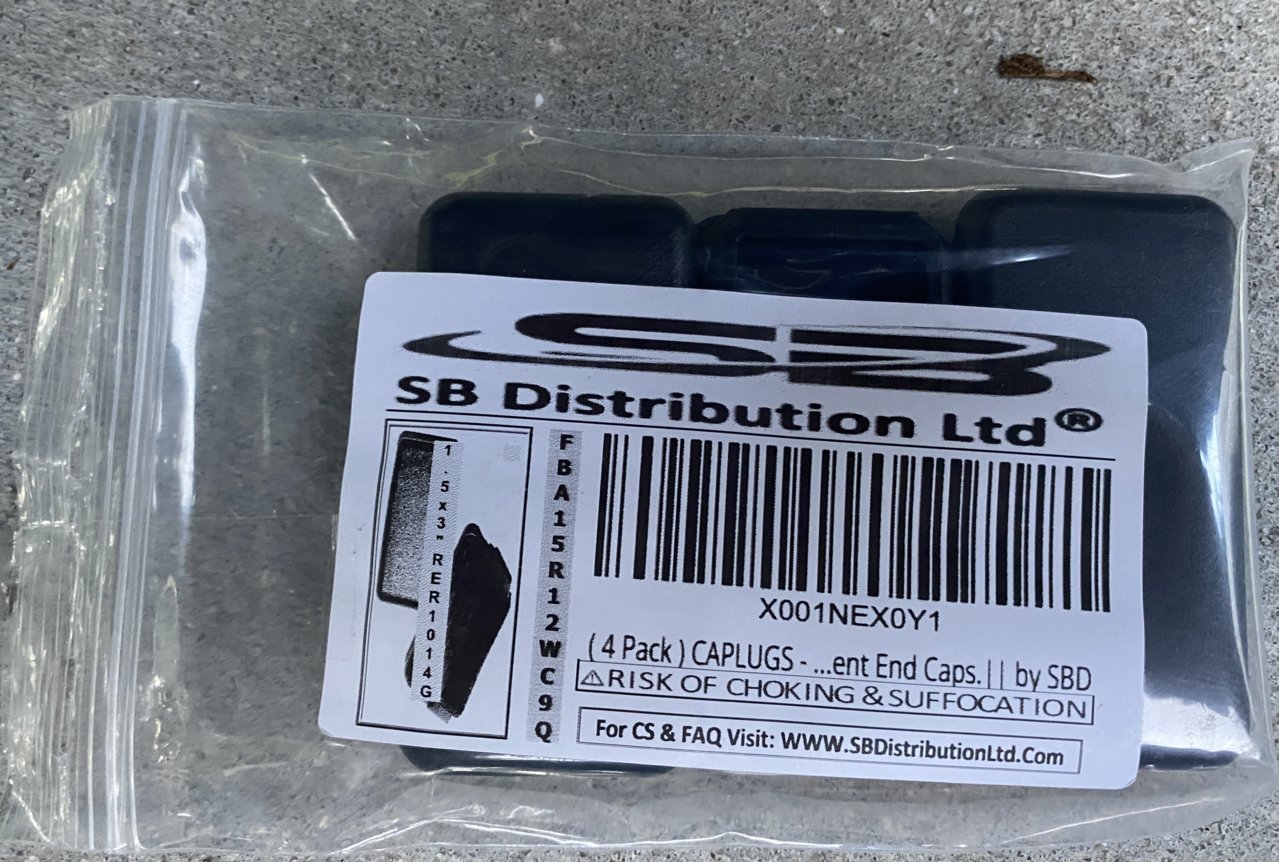 SB
SB Distribution Ltd®
1.5x3" RER1014G
FBA15R12WC9Q
X001NEX0Y1
( 4 Pack ) CAPLUGS - ...ent End Caps.|| by SBD
⚠RISK OF CHOKING & SUFFOCATION
For CS & FAQ Visit: WWW.SBDistributionLtd.Com